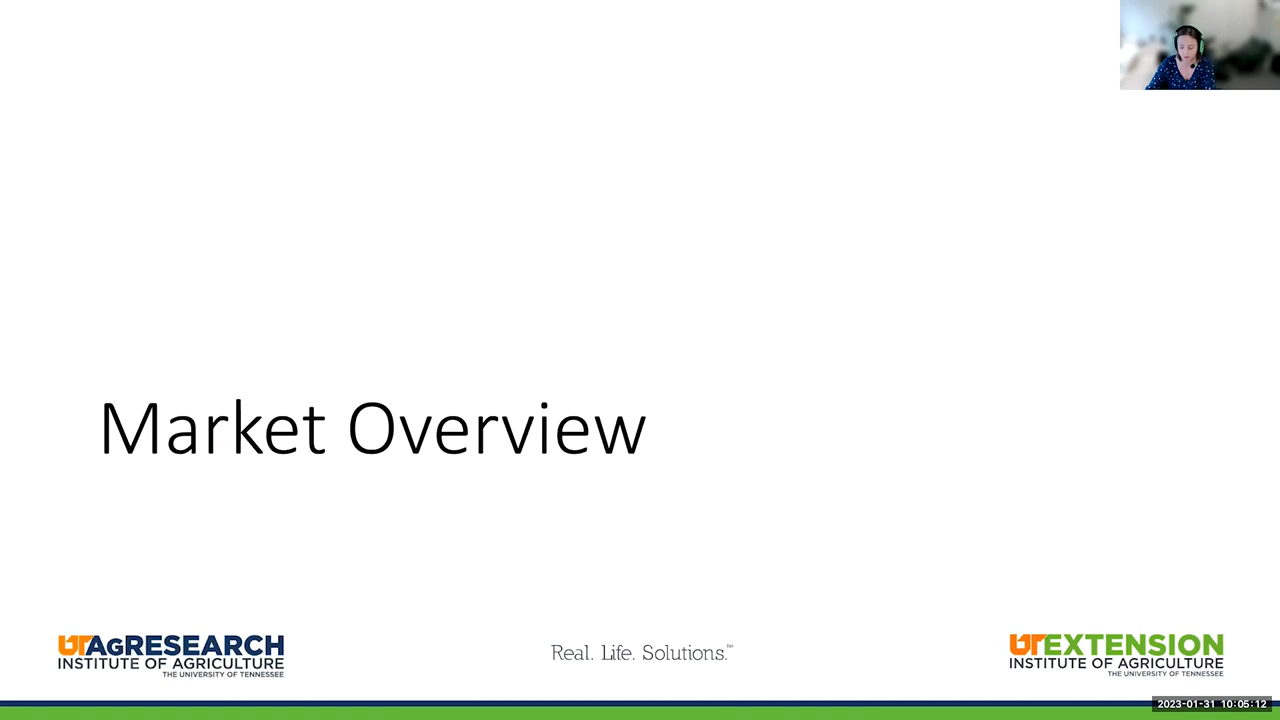 Market Overview
UTAGRESEARCH
INSTITUTE OF AGRICULTURE
THE UNIVERSITY OF TENNESSEE
Real. Life. Solutions.™
UTEXTENSION
INSTITUTE OF AGRICULTURE
THE UNIVERSITY OF TENNESSEE
2023-01-31 10:05:12